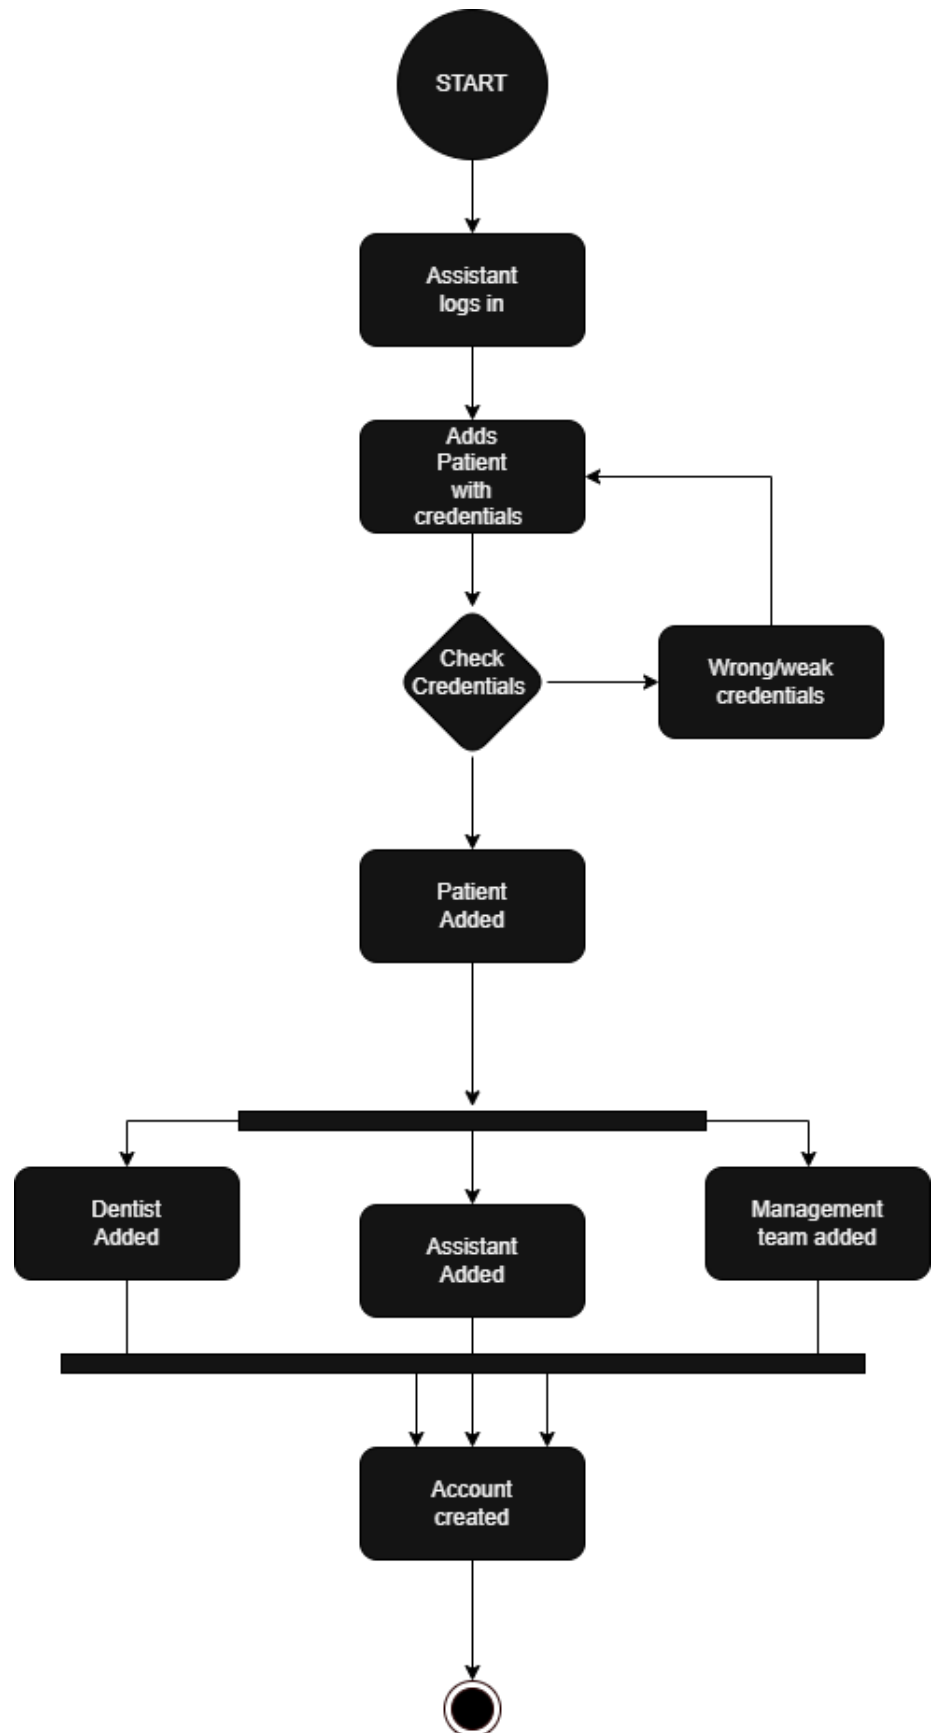 START
Assistant
logs in
Adds
Patient
with
credentials
Check
Credentials
Wrong/weak
credentials
Patient
Added
Dentist
Added
Assistant
Added
Management
team added
Account
created